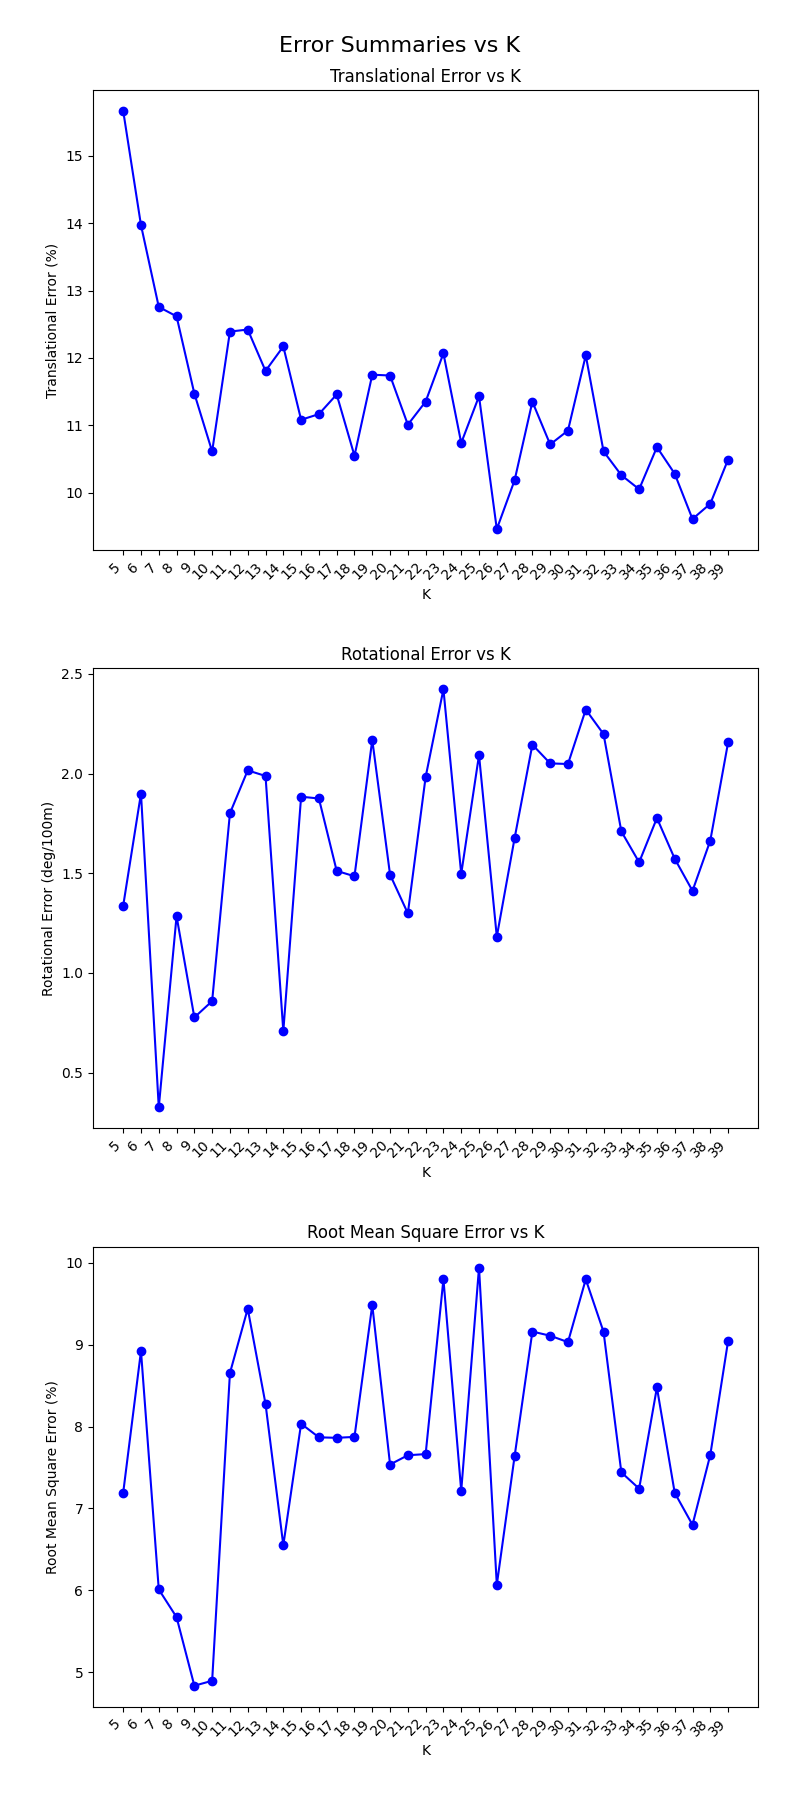 Error Summaries vs K
Translational Error vs K
Translational Error (%)
15
14
13
12
11
10
5 6 7 8 9 10 11 12 13 14 15 16 17 18 19 20 21 22 23 24 25 26 27 28 29 30 31 32 33 34 35 36 37 38 39
K
Rotational Error vs K
Rotational Error (deg/100m)
2.5
2.0
1.5
1.0
0.5
5 6 7 8 9 10 11 12 13 14 15 16 17 18 19 20 21 22 23 24 25 26 27 28 29 30 31 32 33 34 35 36 37 38 39
K
Root Mean Square Error vs K
Root Mean Square Error (%)
10
9
8
7
6
5
5 6 7 8 9 10 11 12 13 14 15 16 17 18 19 20 21 22 23 24 25 26 27 28 29 30 31 32 33 34 35 36 37 38 39
K